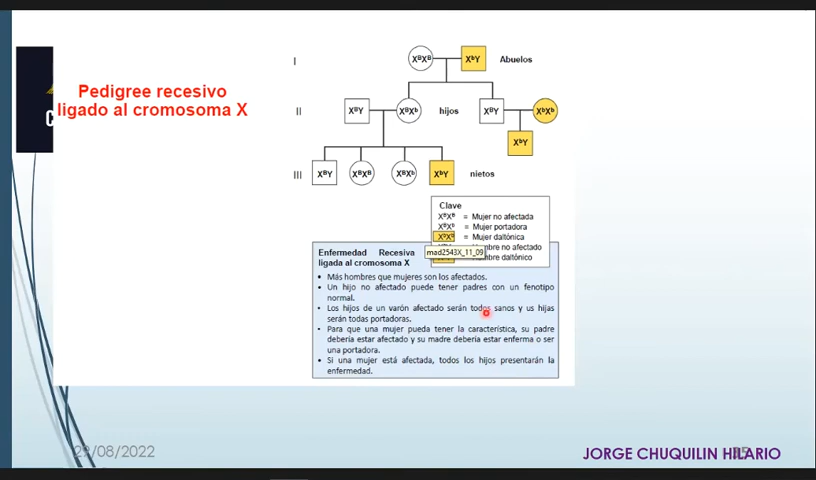 Pedigree recesivo
ligado al cromosoma X
I
XᴮXᴮ
XᵇY
Abuelos
II
XᴮY
XᴮXᵇ
hijos
XᴮY
XᵇXᵇ
XᵇY
III
XᴮY
XᴮXᴮ
XᴮXᵇ
XᵇY
nietos
Clave
XᴮXᴮ = Mujer no afectada
XᴮXᵇ = Mujer portadora
XᵇXᵇ = Mujer daltónica
no afectado
daltónico
mad2543X_11_09
Enfermedad Recesiva
ligada al cromosoma X
• Más hombres que mujeres son los afectados.
• Un hijo no afectado puede tener padres con un fenotipo
normal.
• Los hijos de un varón afectado serán todos sanos y us hijas
serán todas portadoras.
• Para que una mujer pueda tener la característica, su padre
debería estar afectado y su madre debería estar enferma o ser
una portadora.
• Si una mujer está afectada, todos los hijos presentarán la
enfermedad.
29/08/2022
JORGE CHUQUILIN HILARIO